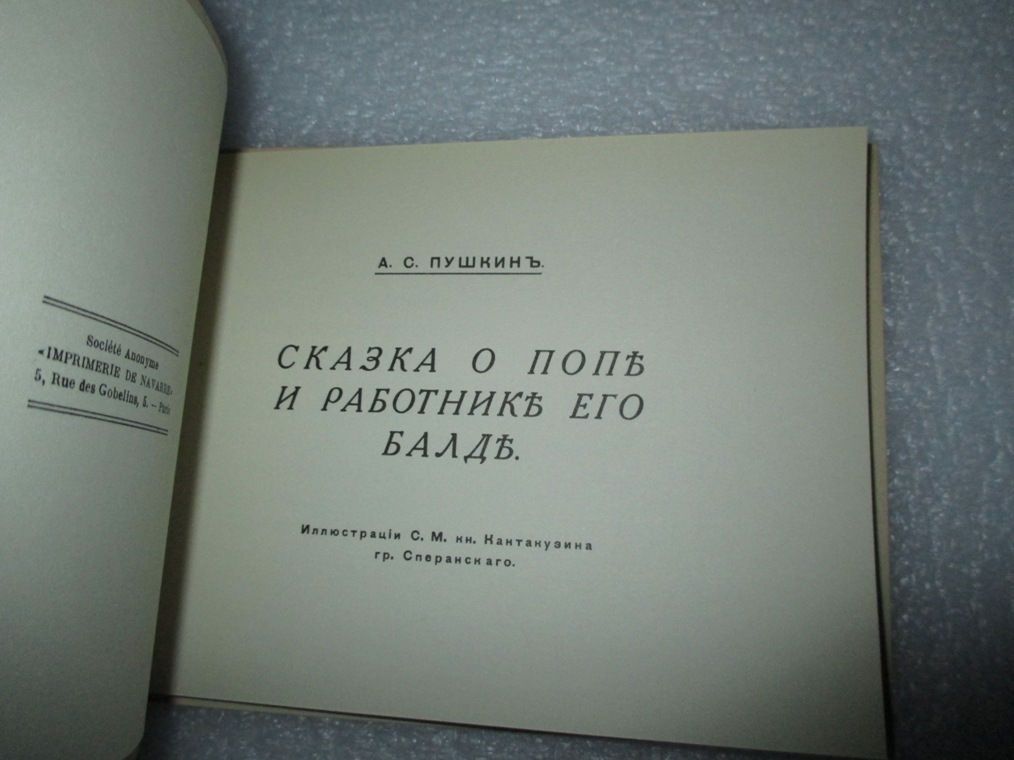 Société Anonyme
«IMPRIMERIE DE NAVARRE»
5, Rue des Gobelins, 5. — Paris
А. С. ПУШКИНЪ.
СКАЗКА О ПОПѢ
И РАБОТНИКѢ ЕГО
БАЛДѢ.
Иллюстраціи С. М. кн. Кантакузина
гр. Сперанскаго.